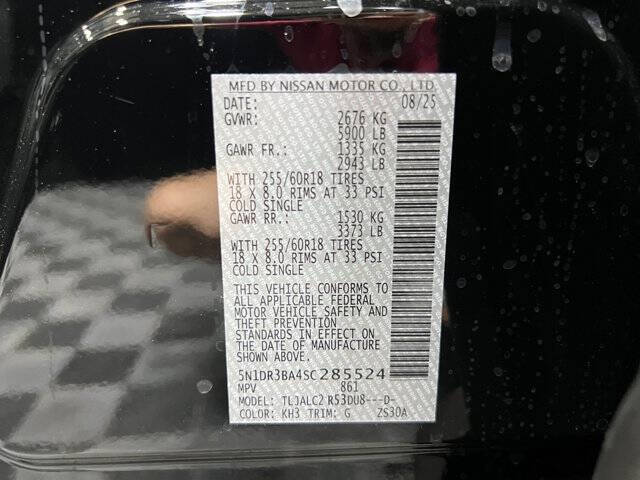 MFD BY NISSAN MOTOR CO., LTD.
DATE: 08/25
GVWR: 2676 KG
5900 LB
GAWR FR.: 1335 KG
2943 LB
WITH 255/60R18 TIRES
18 X 8.0 RIMS AT 33 PSI
COLD SINGLE
GAWR RR.: 1530 KG
3373 LB
WITH 255/60R18 TIRES
18 X 8.0 RIMS AT 33 PSI
COLD SINGLE
THIS VEHICLE CONFORMS TO
ALL APPLICABLE FEDERAL
MOTOR VEHICLE SAFETY AND
THEFT PREVENTION
STANDARDS IN EFFECT ON
THE DATE OF MANUFACTURE
SHOWN ABOVE.
5N1DR3BA4SC285524
MPV 861
MODEL: TLJALC2 R53DU8---D-
COLOR: KH3 TRIM: G ZS3DA